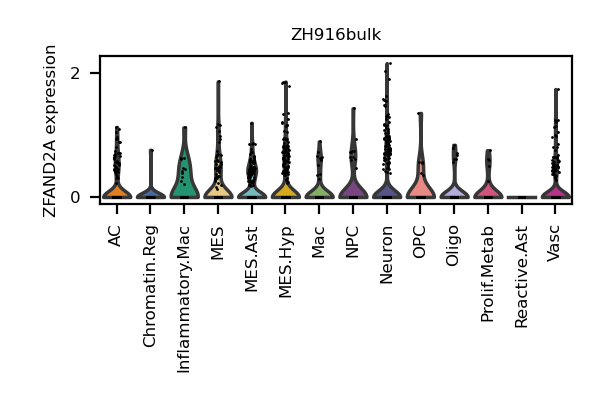 ZH916bulk
ZFAND2A expression
2
0
AC
Chromatin.Reg
Inflammatory.Mac
MES
MES.Ast
MES.Hyp
Mac
NPC
Neuron
OPC
Oligo
Prolif.Metab
Reactive.Ast
Vasc